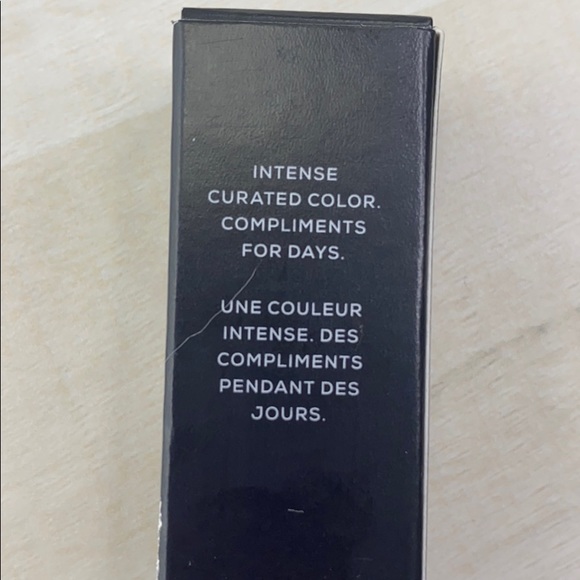 INTENSE
CURATED COLOR.
COMPLIMENTS
FOR DAYS.
UNE COULEUR
INTENSE. DES
COMPLIMENTS
PENDANT DES
JOURS.